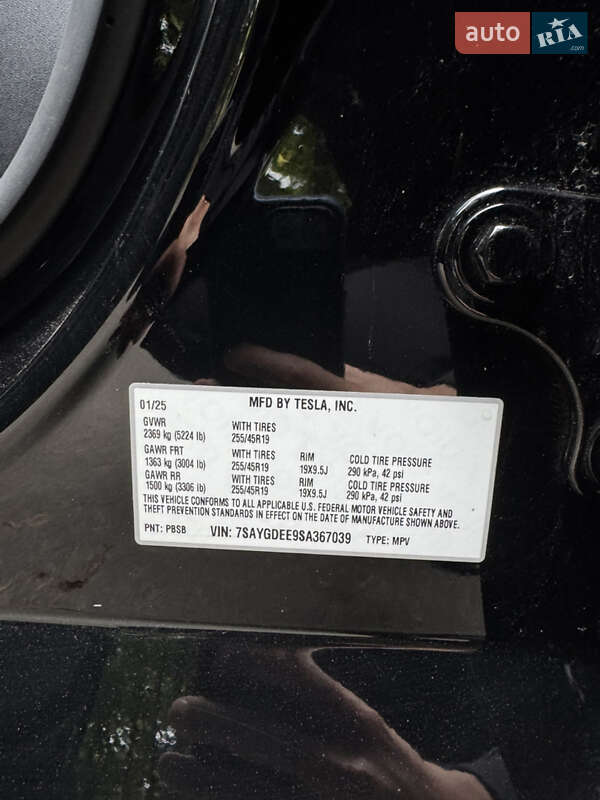 auto RIA.com
01/25 MFD BY TESLA, INC.
GVWR WITH TIRES
2369 kg (5224 lb) 255/45R19
GAWR FRT WITH TIRES RIM COLD TIRE PRESSURE
1363 kg (3004 lb) 255/45R19 19X9.5J 290 kPa, 42 psi
GAWR RR WITH TIRES RIM COLD TIRE PRESSURE
1500 kg (3306 lb) 255/45R19 19X9.5J 290 kPa, 42 psi
THIS VEHICLE CONFORMS TO ALL APPLICABLE U.S. FEDERAL MOTOR VEHICLE SAFETY AND
THEFT PREVENTION STANDARDS IN EFFECT ON THE DATE OF MANUFACTURE SHOWN ABOVE.
PNT: PBSB VIN: 7SAYGDEE9SA367039 TYPE: MPV